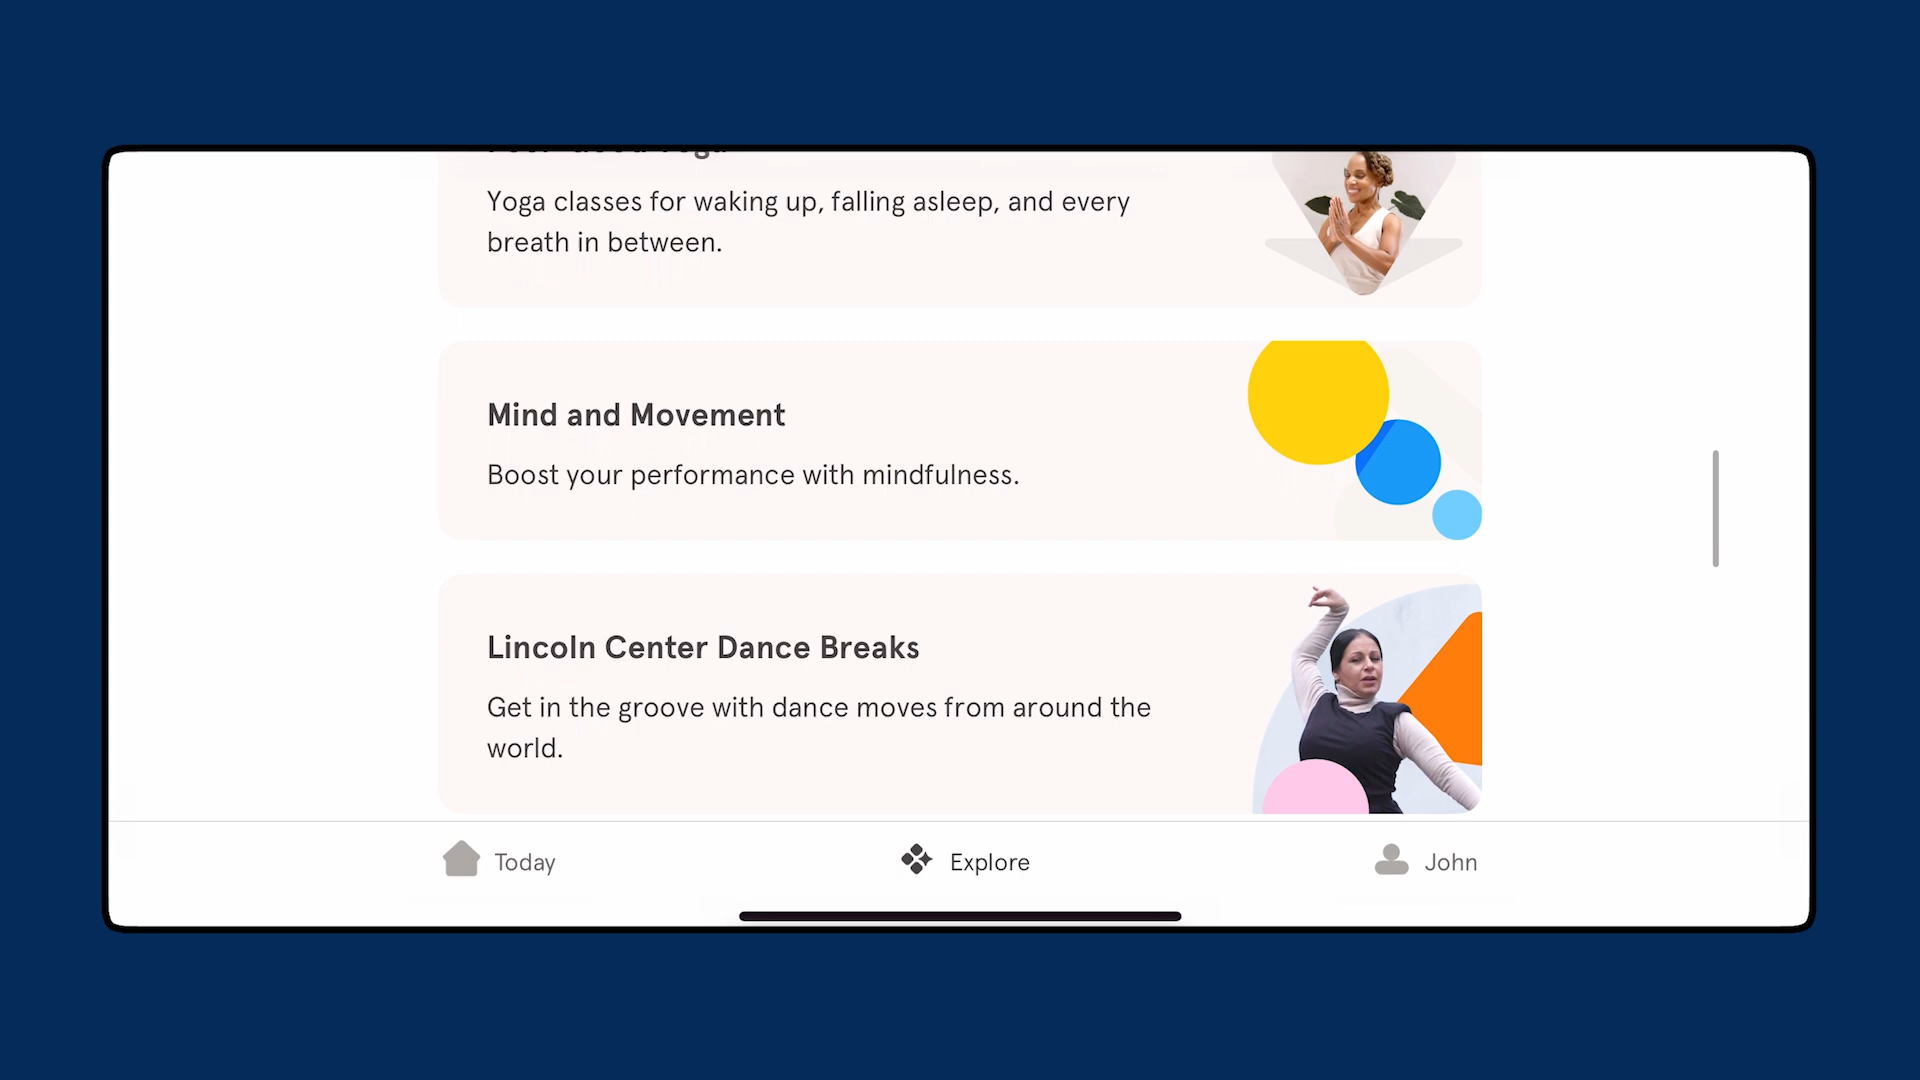 Yoga classes for waking up, falling asleep, and every
breath in between.
Mind and Movement
Boost your performance with mindfulness.
Lincoln Center Dance Breaks
Get in the groove with dance moves from around the
world.
Today
Explore
John